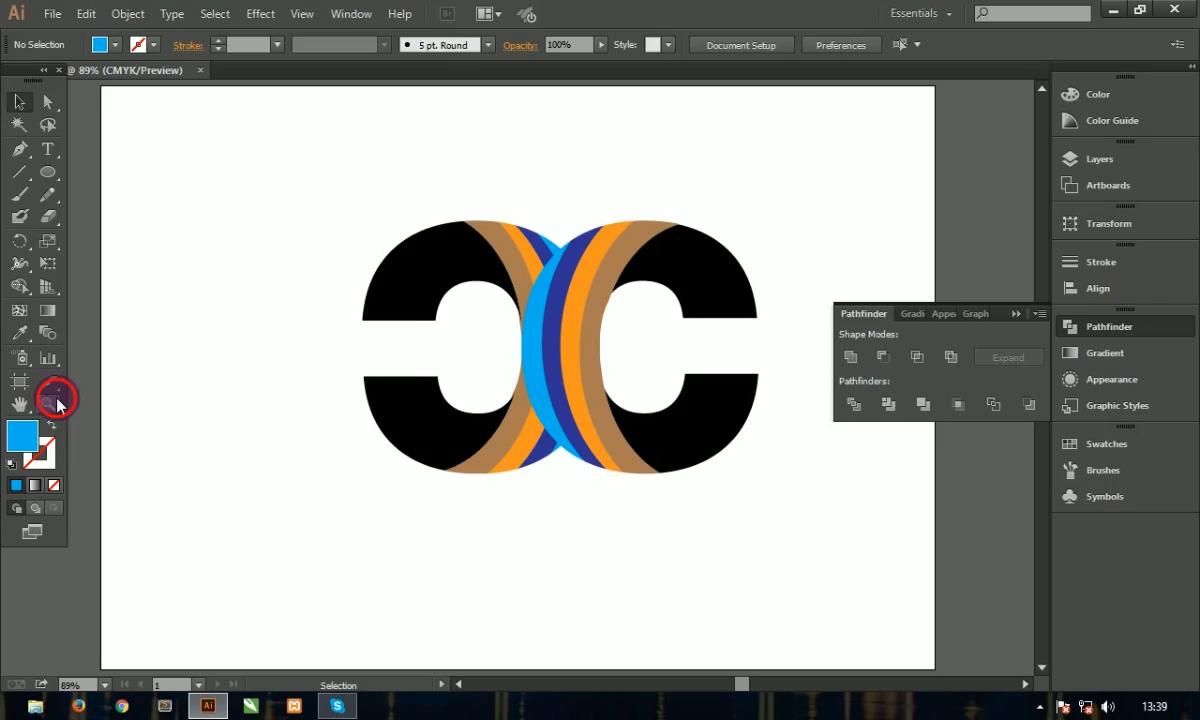 Ai File Edit Object Type Select Effect View Window Help Br Essentials
No Selection Stroke: 5 pt. Round Opacity: 100% Style: Document Setup Preferences
@ 89% (CMYK/Preview) ×
T
Color
Color Guide
Layers
Artboards
Transform
Stroke
Align
Pathfinder Gradi Appe Graph
Shape Modes:
Expand
Pathfinders:
Pathfinder
Gradient
Appearance
Graphic Styles
Swatches
Brushes
Symbols
89% 1 Selection
Ai S 13:39